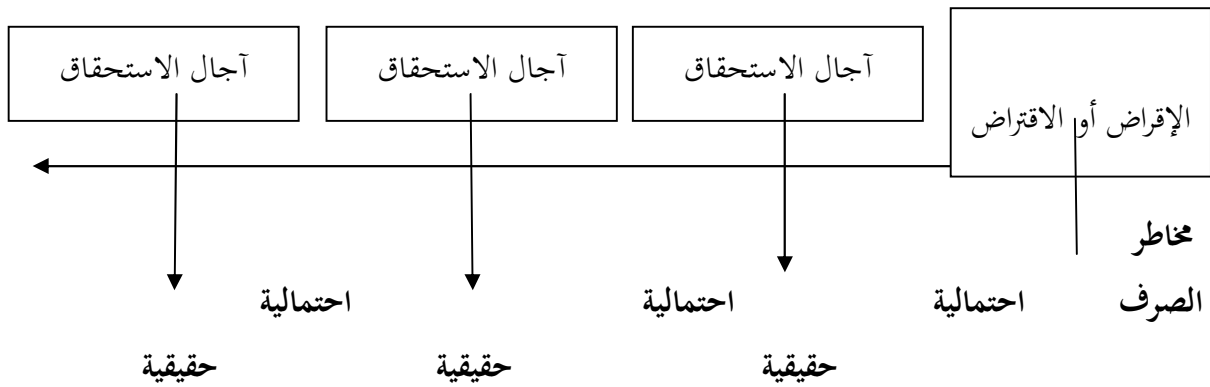 آجال الاستحقاق
آجال الاستحقاق
آجال الاستحقاق
الإقراض أو الاقتراض
مخاطر
الصرف
احتمالية
احتمالية
احتمالية
حقيقية
حقيقية
حقيقية